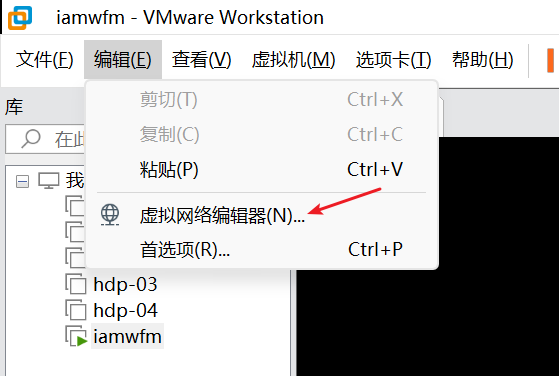 iamwfm - VMware Workstation
文件(F) 编辑(E) 查看(V) 虚拟机(M) 选项卡(T) 帮助(H)
库
剪切(T) Ctrl+X
在此
复制(C) Ctrl+C
粘贴(P) Ctrl+V
我
虚拟网络编辑器(N)...
首选项(R)... Ctrl+P
hdp-03
hdp-04
iamwfm